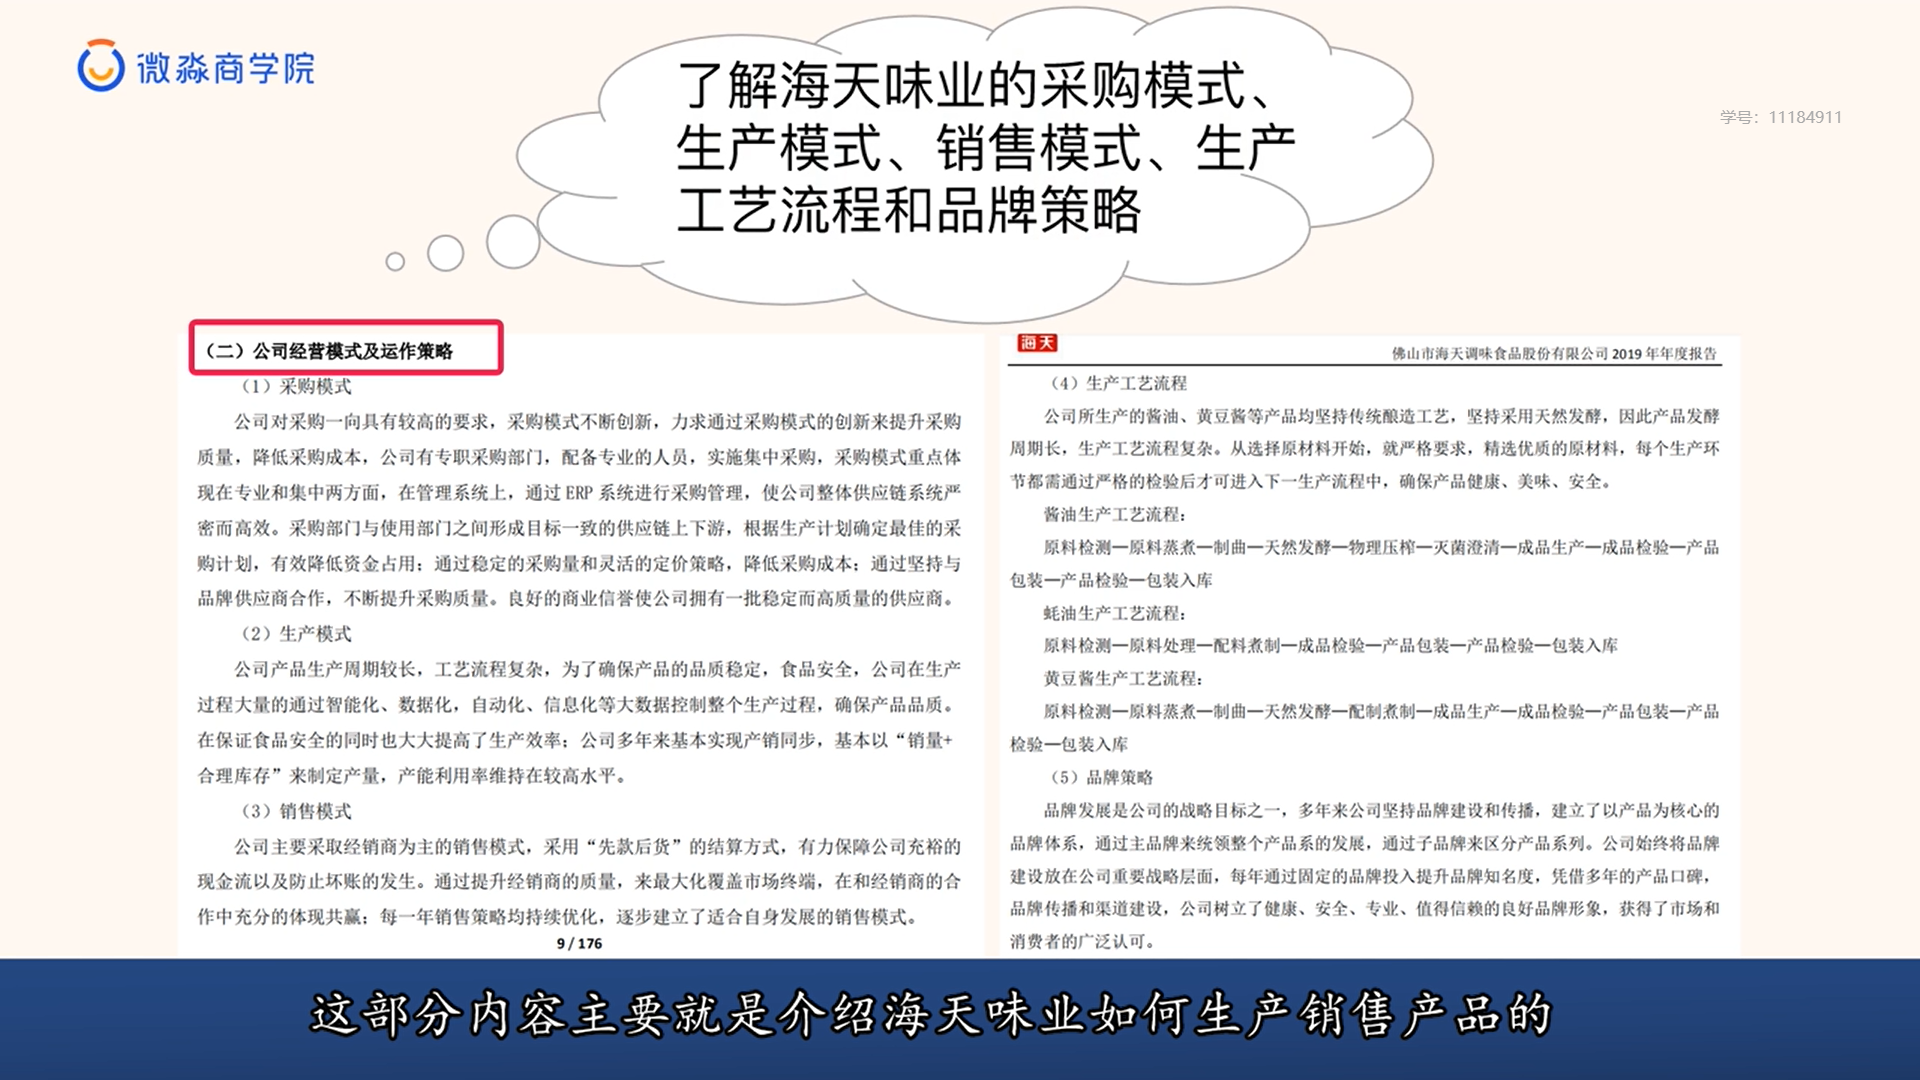 微淼商学院
了解海天味业的采购模式、
生产模式、销售模式、生产
工艺流程和品牌策略
学号：11184911
（二）公司经营模式及运作策略
（1）采购模式
公司对采购一向具有较高的要求，采购模式不断创新，力求通过采购模式的创新来提升采购
质量，降低采购成本，公司有专职采购部门，配备专业的人员，实施集中采购，采购模式重点体
现在专业和集中两方面，在管理系统上，通过 ERP 系统进行采购管理，使公司整体供应链系统严
密而高效。采购部门与使用部门之间形成目标一致的供应链上下游，根据生产计划确定最佳的采
购计划，有效降低资金占用；通过稳定的采购量和灵活的定价策略，降低采购成本；通过坚持与
品牌供应商合作，不断提升采购质量。良好的商业信誉使公司拥有一批稳定而高质量的供应商。
（2）生产模式
公司产品生产周期较长，工艺流程复杂，为了确保产品的品质稳定，食品安全，公司在生产
过程大量的通过智能化、数据化，自动化、信息化等大数据控制整个生产过程，确保产品品质。
在保证食品安全的同时也大大提高了生产效率；公司多年来基本实现产销同步，基本以“销量+
合理库存”来制定产量，产能利用率维持在较高水平。
（3）销售模式
公司主要采取经销商为主的销售模式，采用“先款后货”的结算方式，有力保障公司充裕的
现金流以及防止坏账的发生。通过提升经销商的质量，来最大化覆盖市场终端，在和经销商的合
作中充分的体现共赢；每一年销售策略均持续优化，逐步建立了适合自身发展的销售模式。
9 / 176
海天
佛山市海天调味食品股份有限公司 2019 年年度报告
（4）生产工艺流程
公司所生产的酱油、黄豆酱等产品均坚持传统酿造工艺，坚持采用天然发酵，因此产品发酵
周期长，生产工艺流程复杂。从选择原材料开始，就严格要求，精选优质的原材料，每个生产环
节都需通过严格的检验后才可进入下一生产流程中，确保产品健康、美味、安全。
酱油生产工艺流程：
原料检测—原料蒸煮—制曲—天然发酵—物理压榨—灭菌澄清—成品生产—成品检验—产品
包装—产品检验—包装入库
蚝油生产工艺流程：
原料检测—原料处理—配料煮制—成品检验—产品包装—产品检验—包装入库
黄豆酱生产工艺流程：
原料检测—原料蒸煮—制曲—天然发酵—配制煮制—成品生产—成品检验—产品包装—产品
检验—包装入库
（5）品牌策略
品牌发展是公司的战略目标之一，多年来公司坚持品牌建设和传播，建立了以产品为核心的
品牌体系，通过主品牌来统领整个产品系的发展，通过子品牌来区分产品系列。公司始终将品牌
建设放在公司重要战略层面，每年通过固定的品牌投入提升品牌知名度，凭借多年的产品口碑，
品牌传播和渠道建设，公司树立了健康、安全、专业、值得信赖的良好品牌形象，获得了市场和
消费者的广泛认可。
这部分内容主要就是介绍海天味业如何生产销售产品的